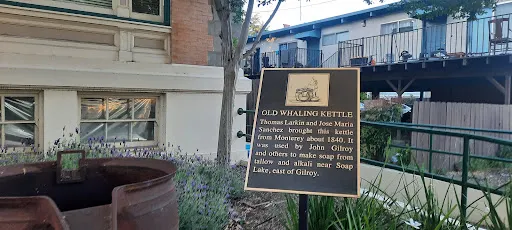 OLD WHALING KETTLE
Thomas Larkin and Jose Maria
Sanchez broughs this kettle
from Monterey about 1840. It
was used by John Gilroy
and others to make soap from
tallow and alkali near Soap
Lake, east of Gilroy.